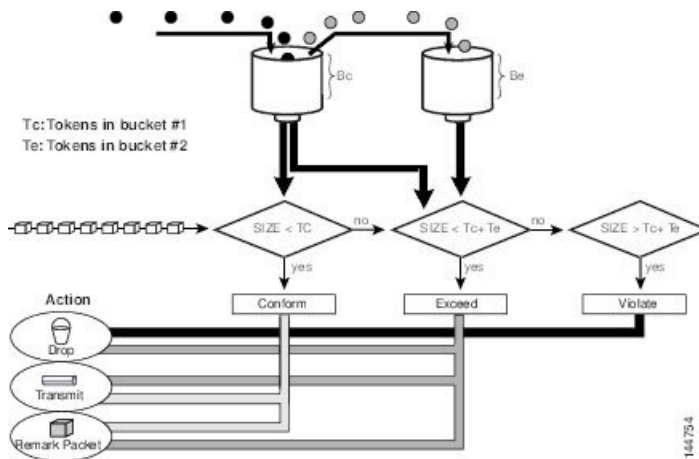 Bc
Be
Tc: Tokens in bucket #1
Te: Tokens in bucket #2
SIZE < TC
no
SIZE < Tc+ Te
no
SIZE > Tc+ Te
yes
yes
yes
Action
Conform
Exceed
Violate
Drop
Transmit
Remark Packet
144754